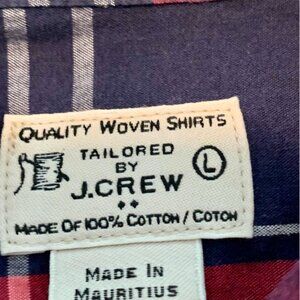 QUALITY WOVEN SHIRTS
TAILORED
BY
J.CREW
L
MADE OF 100% COTTON / COTON
MADE IN
MAURITIUS